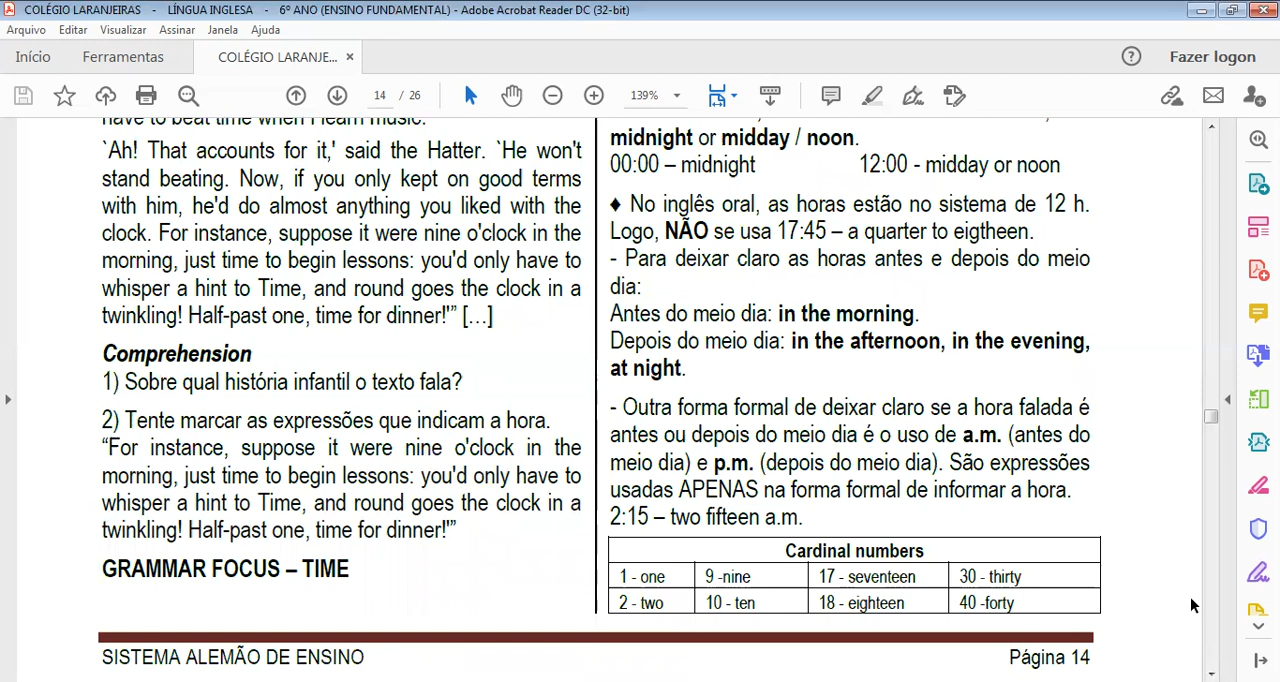 COLÉGIO LARANJEIRAS - LÍNGUA INGLESA - 6º ANO (ENSINO FUNDAMENTAL) - Adobe Acrobat Reader DC (32-bit)
Arquivo Editar Visualizar Assinar Janela Ajuda
Início Ferramentas COLÉGIO LARANJE... ×
Fazer logon
14 / 26
139%
`Ah! That accounts for it,' said the Hatter. `He won't
stand beating. Now, if you only kept on good terms
with him, he'd do almost anything you liked with the
clock. For instance, suppose it were nine o'clock in the
morning, just time to begin lessons: you'd only have to
whisper a hint to Time, and round goes the clock in a
twinkling! Half-past one, time for dinner!'” [...]
Comprehension
1) Sobre qual história infantil o texto fala?
2) Tente marcar as expressões que indicam a hora.
“For instance, suppose it were nine o'clock in the
morning, just time to begin lessons: you'd only have to
whisper a hint to Time, and round goes the clock in a
twinkling! Half-past one, time for dinner!'”
GRAMMAR FOCUS – TIME
midnight or midday / noon.
00:00 – midnight 12:00 - midday or noon
♦ No inglês oral, as horas estão no sistema de 12 h.
Logo, NÃO se usa 17:45 – a quarter to eigtheen.
- Para deixar claro as horas antes e depois do meio
dia:
Antes do meio dia: in the morning.
Depois do meio dia: in the afternoon, in the evening,
at night.
- Outra forma formal de deixar claro se a hora falada é
antes ou depois do meio dia é o uso de a.m. (antes do
meio dia) e p.m. (depois do meio dia). São expressões
usadas APENAS na forma formal de informar a hora.
2:15 – two fifteen a.m.
Cardinal numbers
1 - one 9 -nine 17 - seventeen 30 - thirty
2 - two 10 - ten 18 - eighteen 40 -forty
SISTEMA ALEMÃO DE ENSINO Página 14